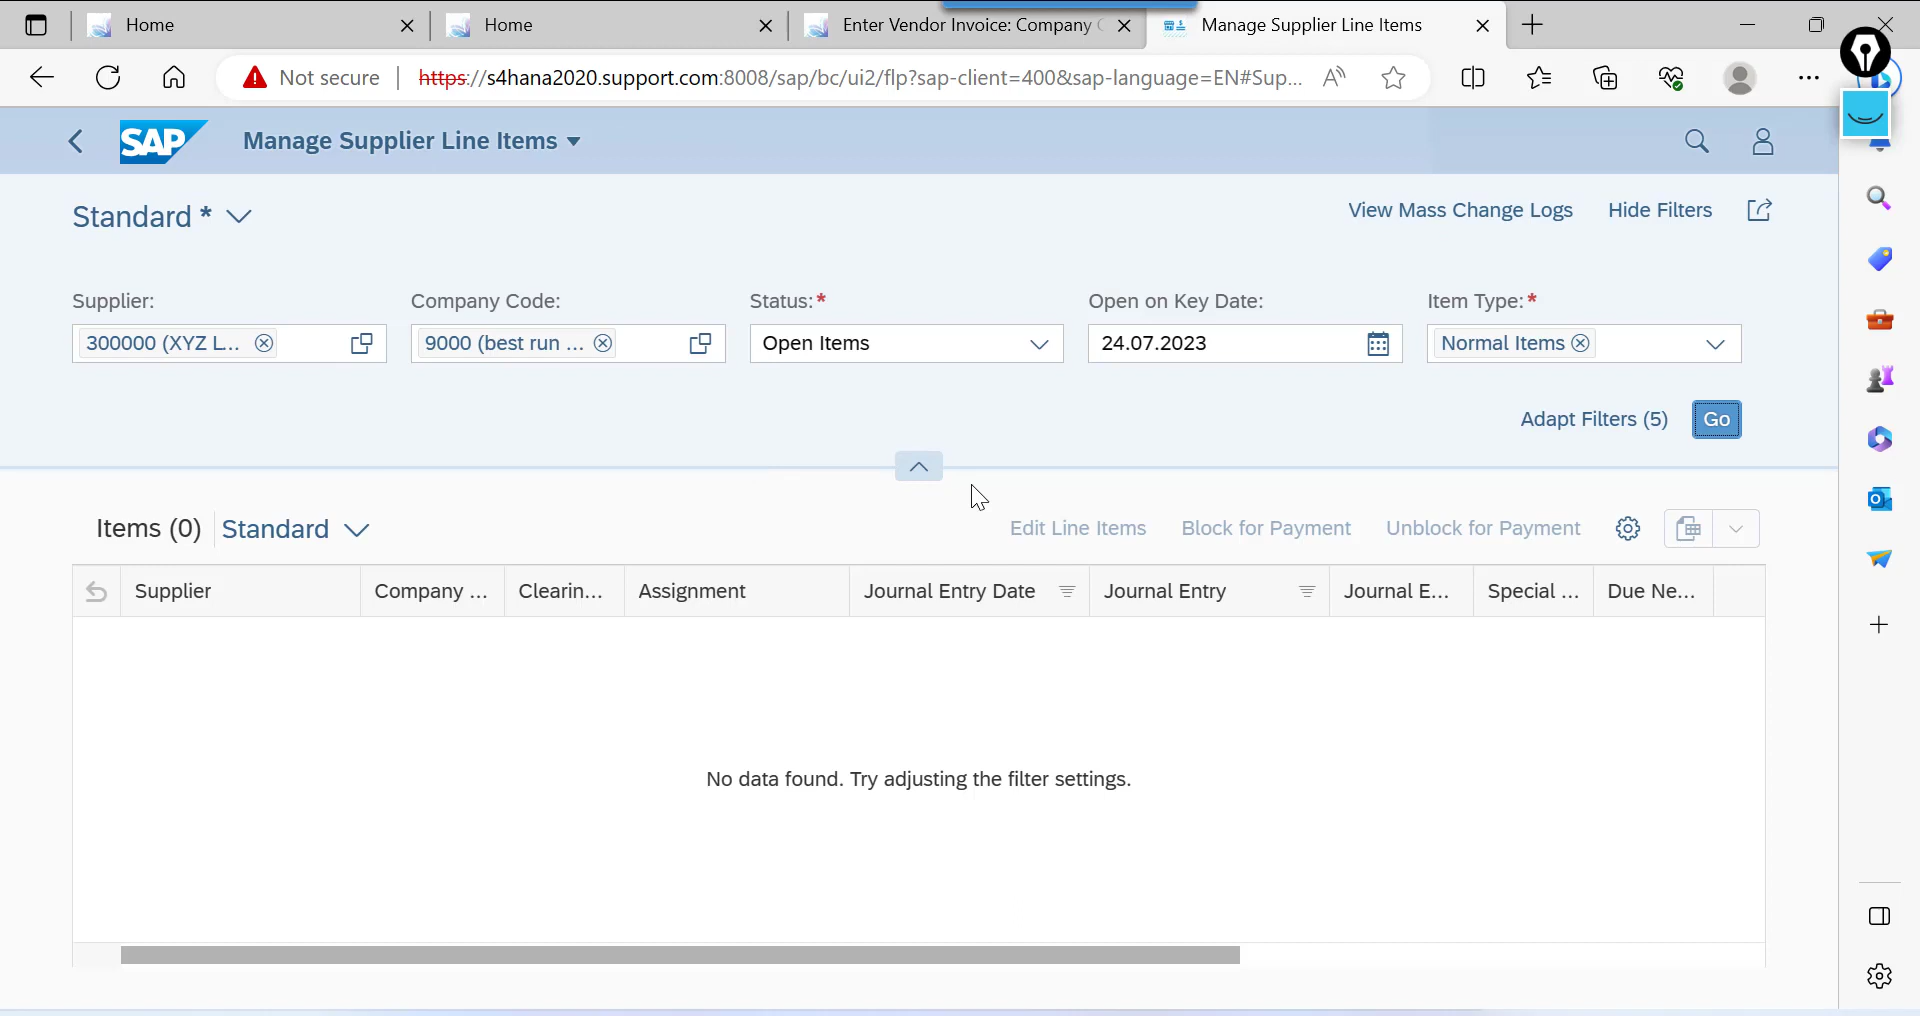 Home
Home
Enter Vendor Invoice: Company C
Manage Supplier Line Items
Not secure
https://s4hana2020.support.com:8008/sap/bc/ui2/flp?sap-client=400&sap-language=EN#Sup...
SAP
Manage Supplier Line Items
Standard *
View Mass Change Logs
Hide Filters
Supplier:
Company Code:
Status:*
Open on Key Date:
Item Type:*
300000 (XYZ L...
9000 (best run ...
Open Items
24.07.2023
Normal Items
Adapt Filters (5)
Go
Items (0)
Standard
Edit Line Items
Block for Payment
Unblock for Payment
Supplier
Company ...
Clearin...
Assignment
Journal Entry Date
Journal Entry
Journal E...
Special ...
Due Ne...
No data found. Try adjusting the filter settings.